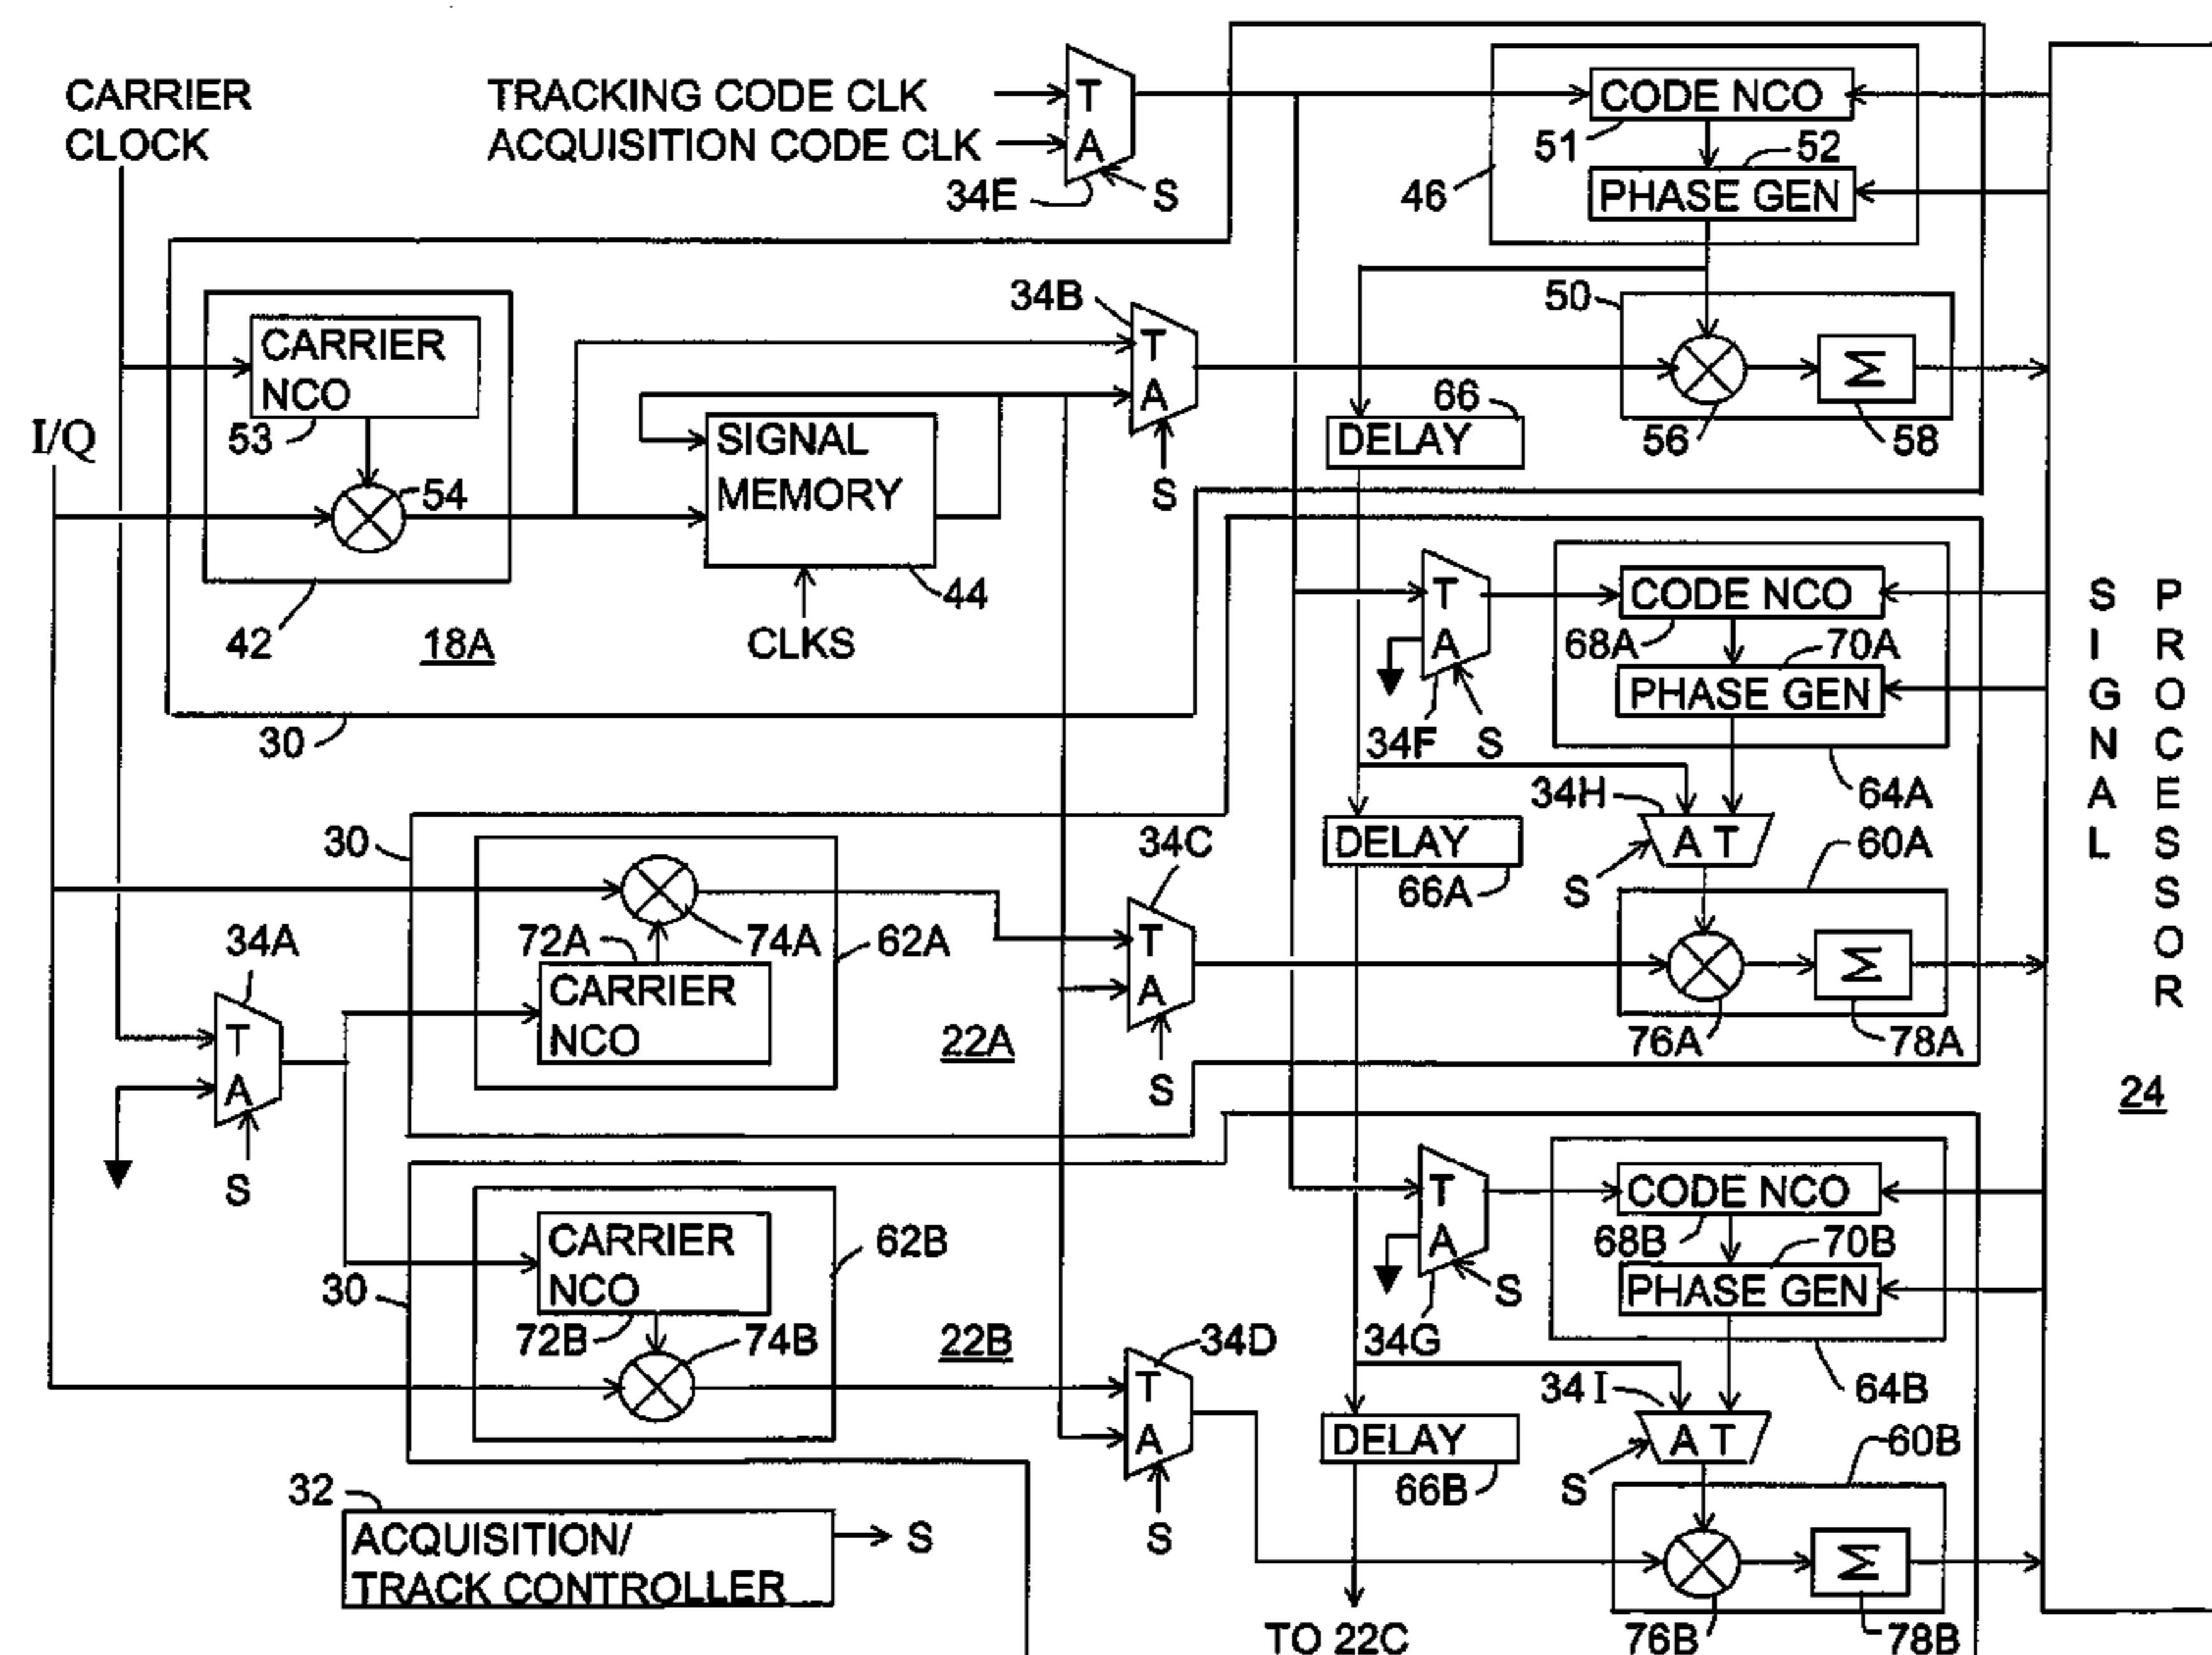 CARRIER
CLOCK
TRACKING CODE CLK
ACQUISITION CODE CLK
T
A
34E
S
46
CODE NCO
51
52
PHASE GEN
34B
T
A
S
50
56
Σ
58
CARRIER
NCO
53
I/Q
54
42
18A
SIGNAL
MEMORY
44
CLKS
30
66
DELAY
T
A
34F
S
CODE NCO
68A
70A
PHASE GEN
64A
34H
A T
S
60A
DELAY
66A
76A
Σ
78A
SIGNAL
PROCESSOR
24
30
74A
72A
CARRIER
NCO
62A
22A
34C
T
A
S
34A
T
A
S
30
CARRIER
NCO
72B
74B
62B
22B
34D
T
A
S
T
A
34G
S
CODE NCO
68B
70B
PHASE GEN
64B
34I
A T
S
60B
DELAY
66B
76B
Σ
78B
TO 22C
32
ACQUISITION/
TRACK CONTROLLER
S